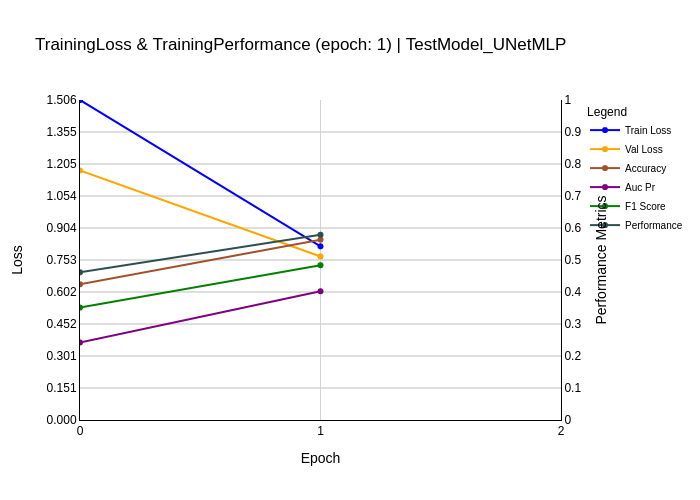 TrainingLoss & TrainingPerformance (epoch: 1) | TestModel_UNetMLP
1.506
1.355
1.205
1.054
0.904
0.753
0.602
0.452
0.301
0.151
0.000
Loss
0
1
2
Epoch
1
0.9
0.8
0.7
0.6
0.5
0.4
0.3
0.2
0.1
0
Performance Metrics
Legend
Train Loss
Val Loss
Accuracy
Auc Pr
F1 Score
Performance